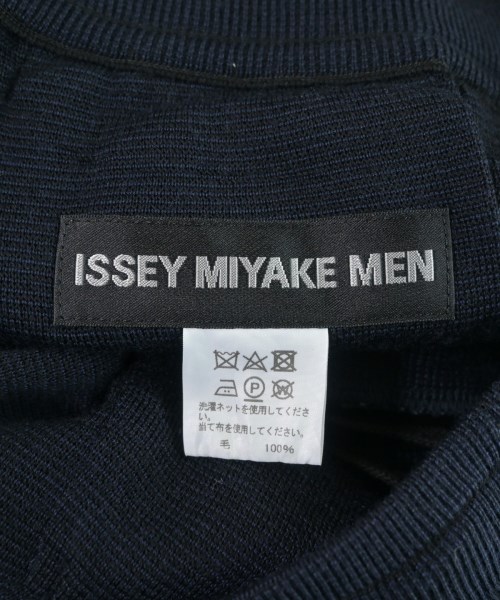 ISSEY MIYAKE MEN
P W
洗濯ネットを使用してくださ
い。
当て布を使用してください。
毛 100%